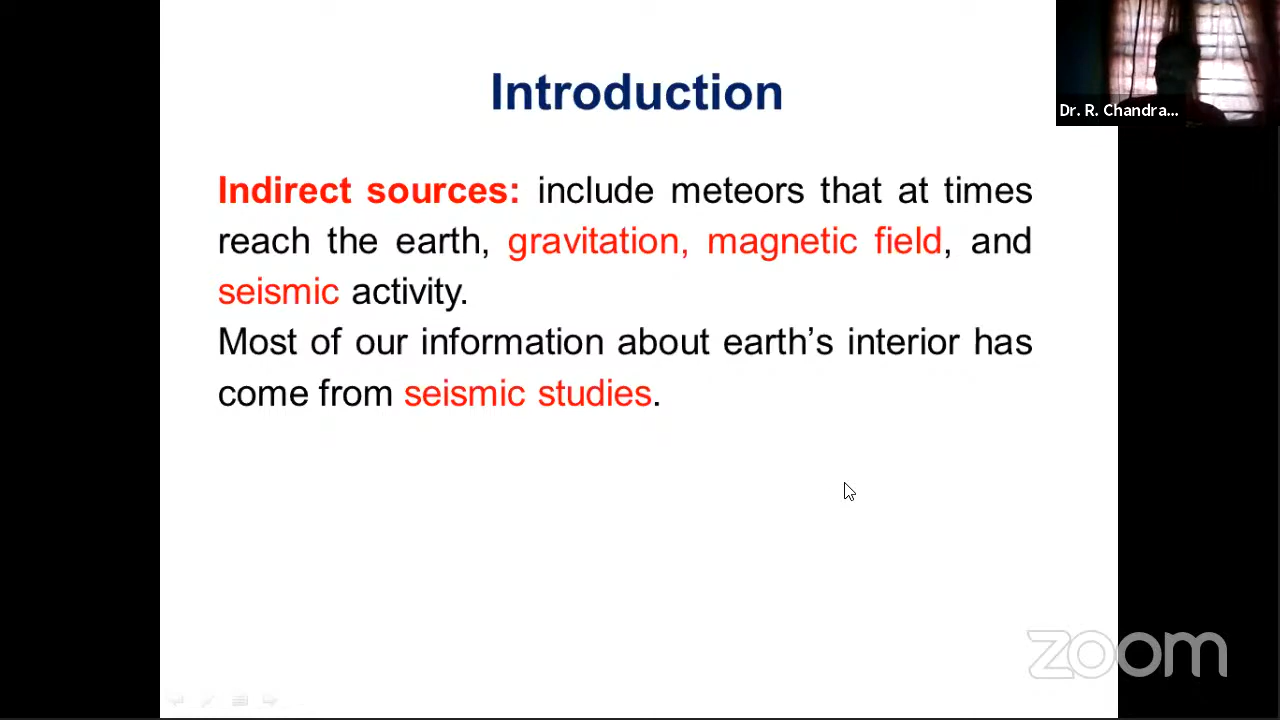 Introduction
Dr. R. Chandra...
Indirect sources: include meteors that at times
reach the earth, gravitation, magnetic field, and
seismic activity.
Most of our information about earth’s interior has
come from seismic studies.
zoom